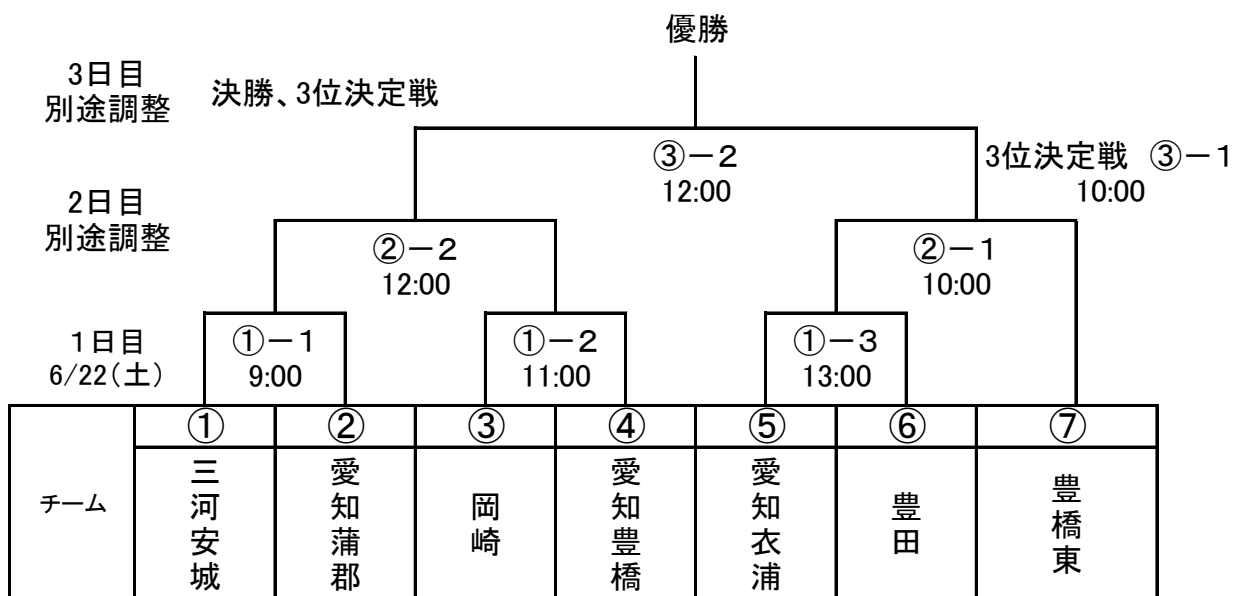 優勝
3日目
別途調整
決勝、3位決定戦
③－2
12:00
3位決定戦 ③－1
10:00
2日目
別途調整
②－2
12:00
②－1
10:00
1日目
6/22(土)
①－1
9:00
①－2
11:00
①－3
13:00
チーム
① ② ③ ④ ⑤ ⑥ ⑦
三河安城
愛知蒲郡
岡崎
愛知豊橋
愛知衣浦
豊田
豊橋東